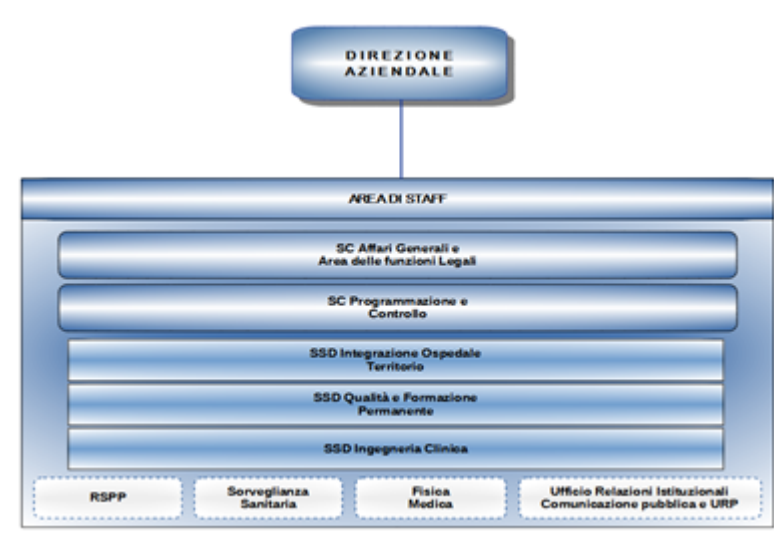 DIREZIONE
AZIENDALE
AREA DI STAFF
SC Affari Generali e
Area delle funzioni Legali
SC Programmazione e
Controllo
SSD Integrazione Ospedale
Territorio
SSD Qualità e Formazione
Permanente
SSD Ingegneria Clinica
RSPP
Sorveglianza
Sanitaria
Fisica
Medica
Ufficio Relazioni Istituzionali
Comunicazione pubblica e URP